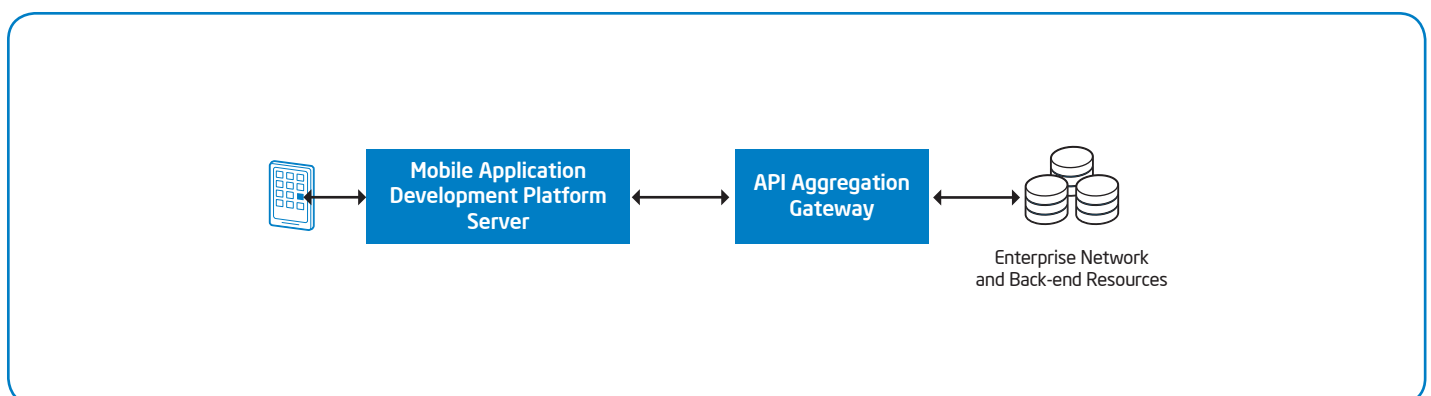 Mobile Application
Development Platform
Server
API Aggregation
Gateway
Enterprise Network
and Back-end Resources